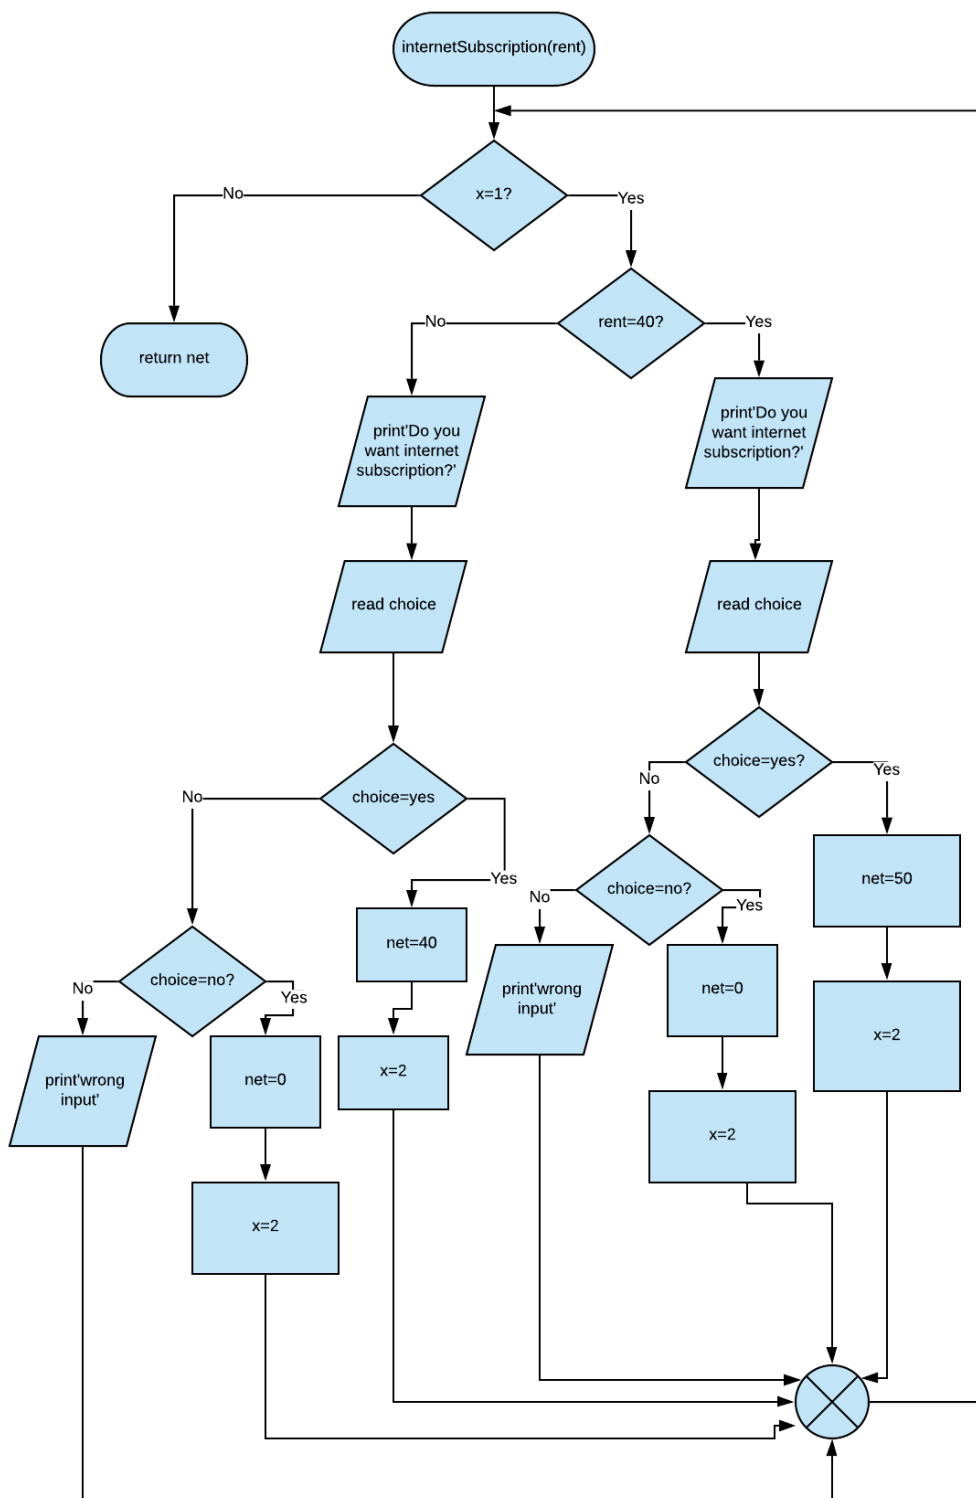 internetSubscription(rent)
x=1?
No
Yes
return net
rent=40?
No
Yes
print'Do you
want internet
subscription?'
print'Do you
want internet
subscription?'
read choice
read choice
choice=yes
No
Yes
choice=yes?
No
Yes
choice=no?
No
Yes
net=50
net=40
choice=no?
No
Yes
print'wrong
input'
net=0
x=2
print'wrong
input'
net=0
x=2
x=2
x=2